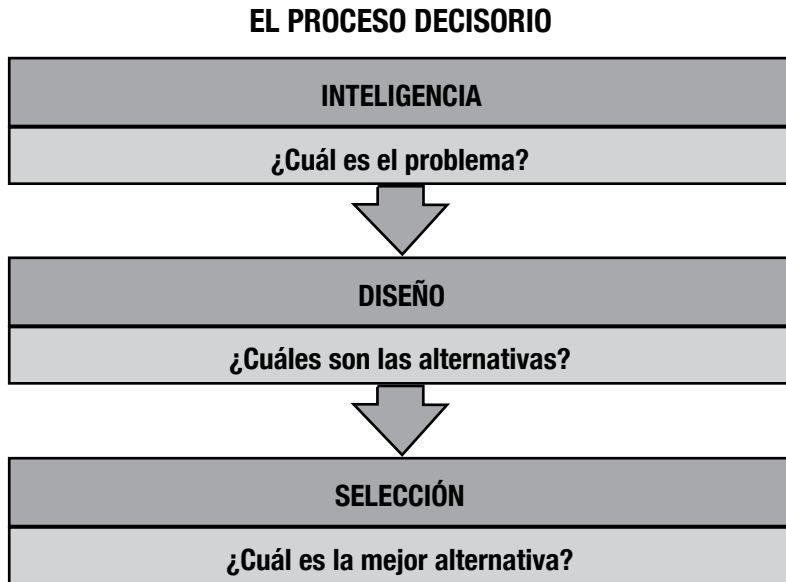 EL PROCESO DECISORIO
INTELIGENCIA
¿Cuál es el problema?
DISEÑO
¿Cuáles son las alternativas?
SELECCIÓN
¿Cuál es la mejor alternativa?